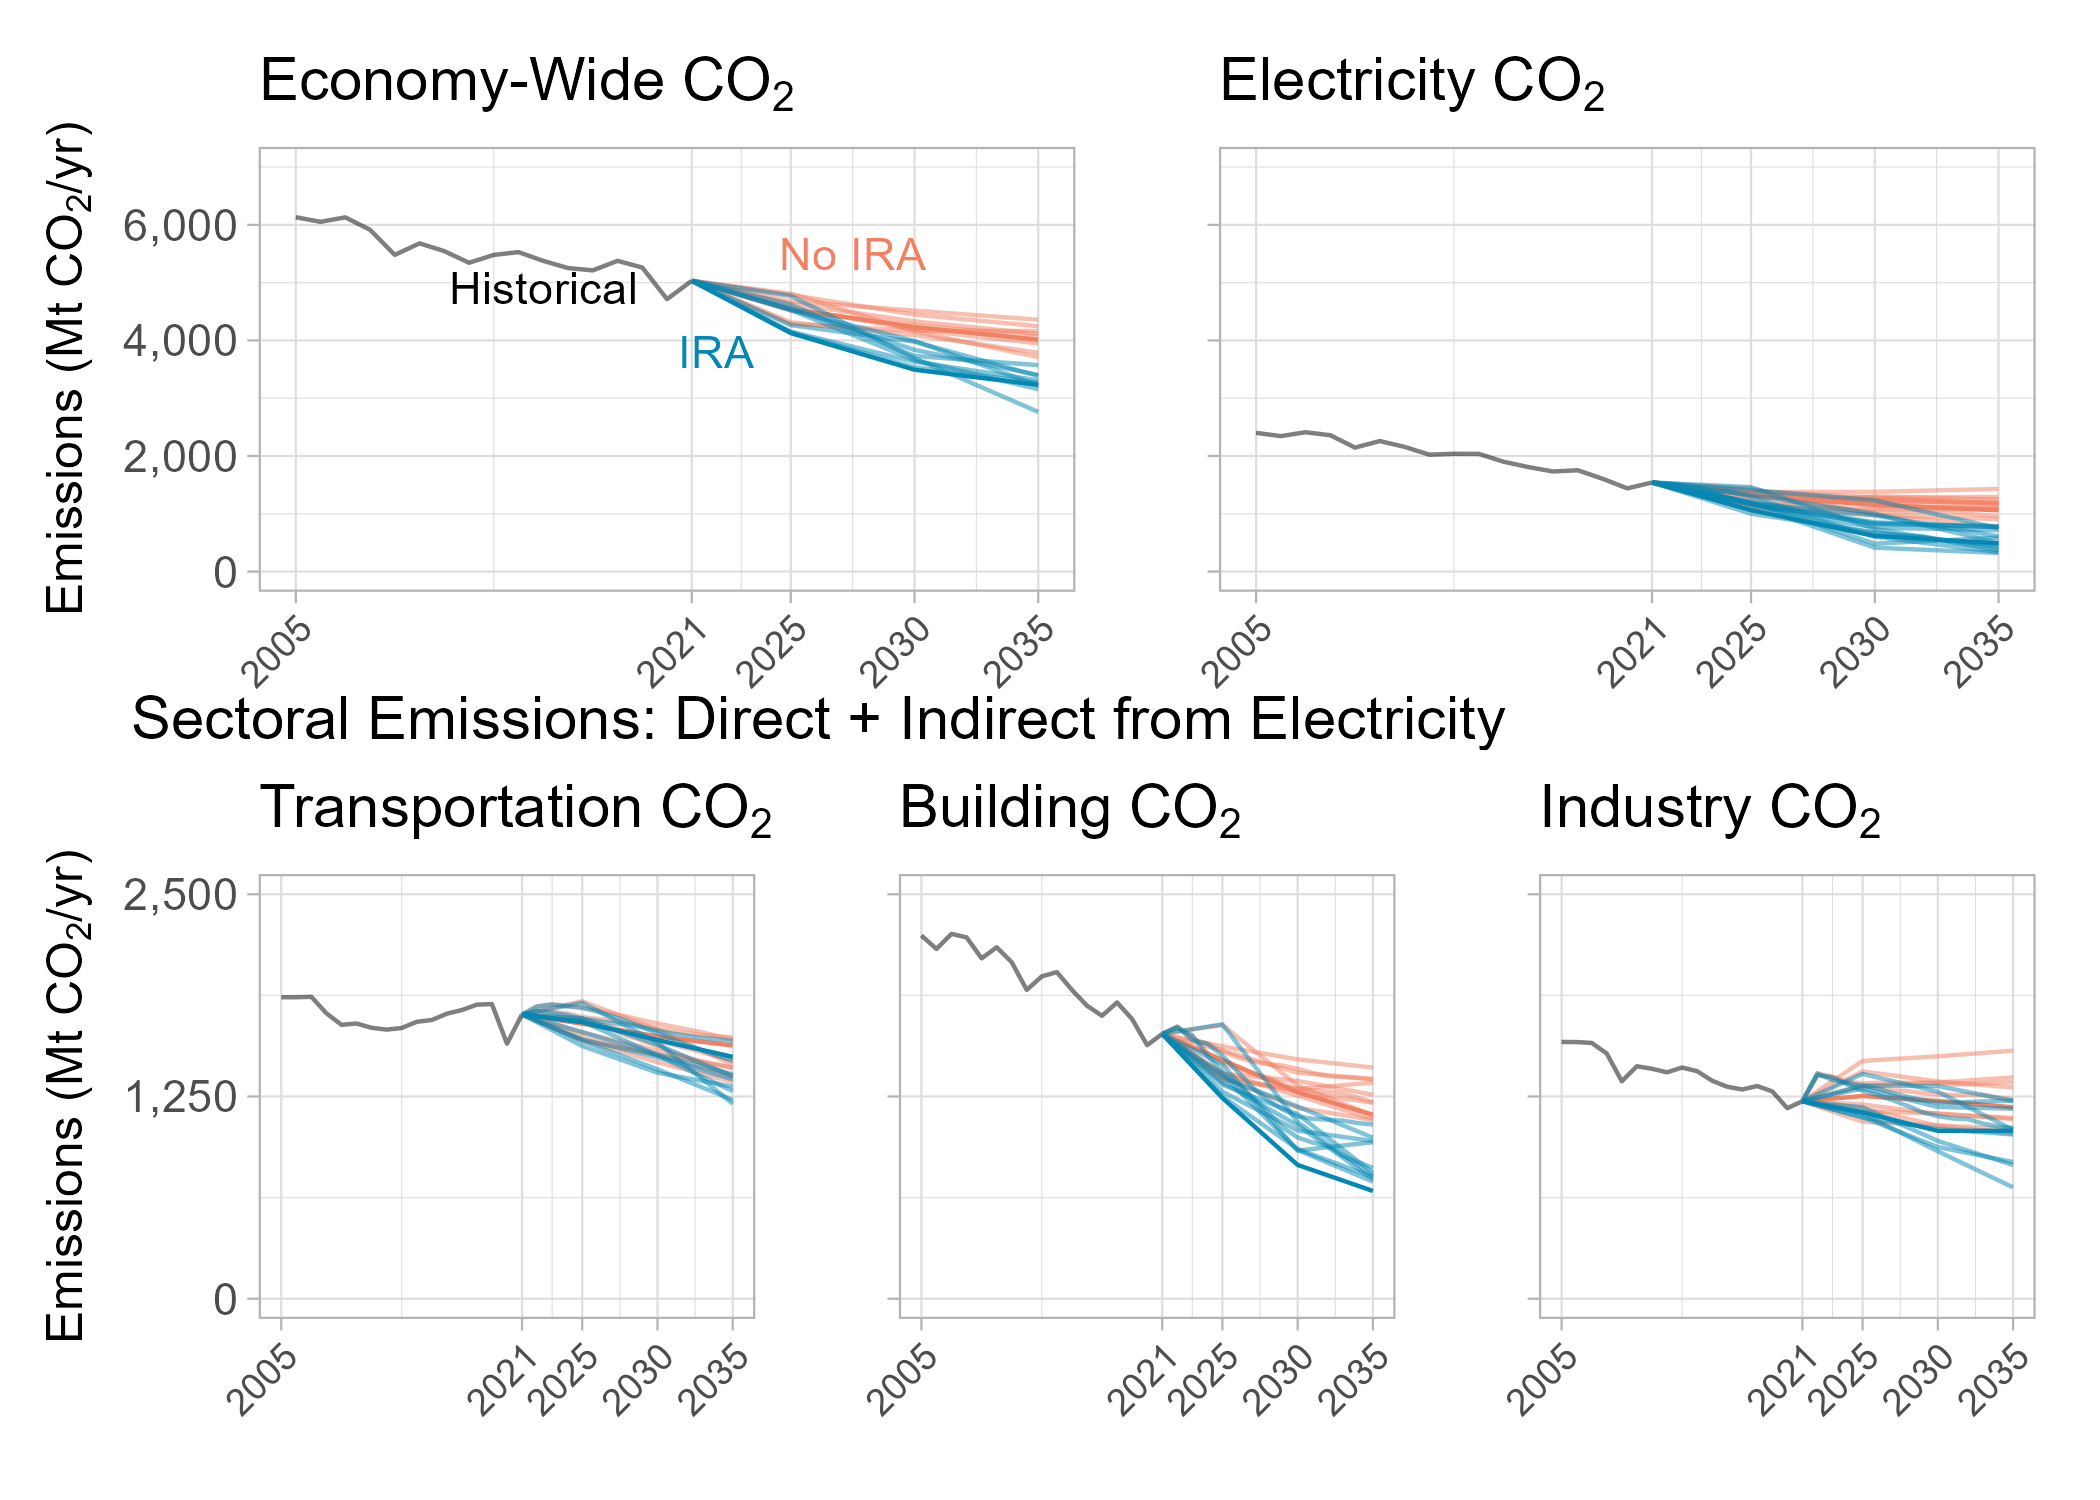 Economy-Wide CO₂
Electricity CO₂
Emissions (Mt CO₂/yr)
6,000
4,000
2,000
0
Historical
No IRA
IRA
2005
2021
2025
2030
2035
2005
2021
2025
2030
2035
Sectoral Emissions: Direct + Indirect from Electricity
Transportation CO₂
Building CO₂
Industry CO₂
Emissions (Mt CO₂/yr)
2,500
1,250
0
2005
2021
2025
2030
2035
2005
2021
2025
2030
2035
2005
2021
2025
2030
2035